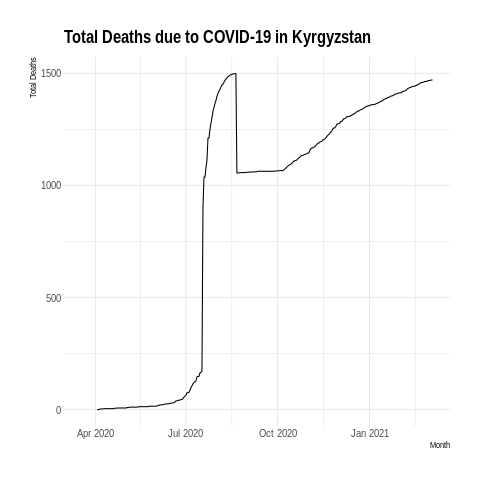 Total Deaths due to COVID-19 in Kyrgyzstan
Total Deaths
1500
1000
500
0
Apr 2020
Jul 2020
Oct 2020
Jan 2021
Month